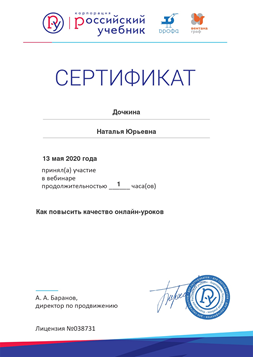 корпорация
российский
учебник
DРОФА
вентана
граф
СЕРТИФИКАТ
Дочкина
Наталья Юрьевна
13 мая 2020 года
принял(а) участие
в вебинаре
продолжительностью 1 часа(ов)
Как повысить качество онлайн-уроков
А. А. Баранов,
директор по продвижению
Лицензия №038731